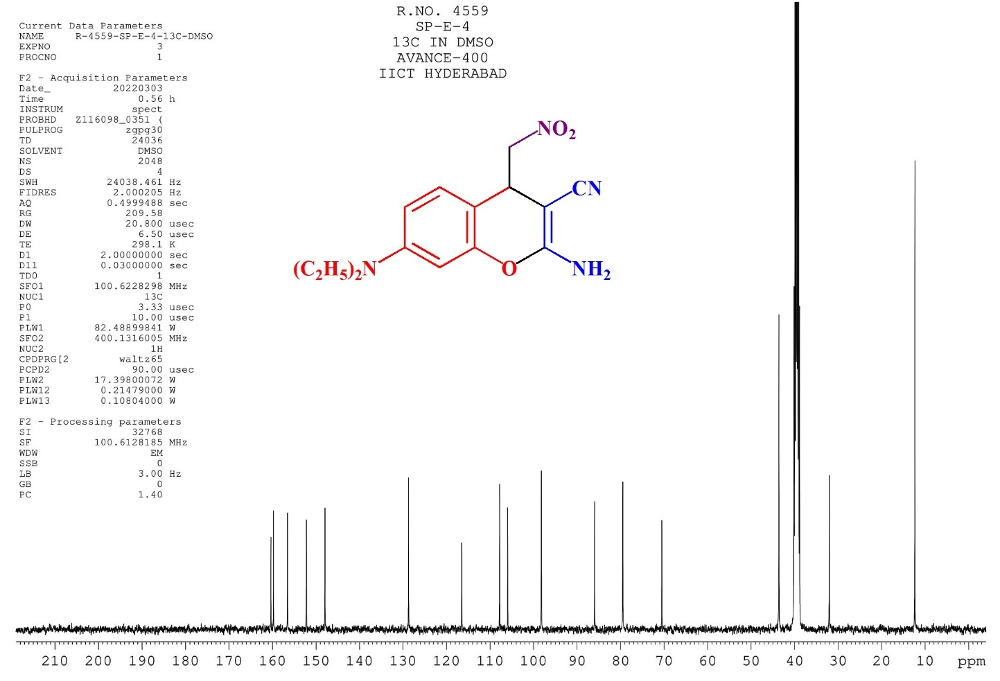 R.NO. 4559
SP-E-4
13C IN DMSO
AVANCE-400
IICT HYDERABAD
Current Data Parameters
NAME R-4559-SP-E-4-13C-DMSO
EXPNO 3
PROCNO 1
F2 - Acquisition Parameters
Date_ 20220303
Time 0.56 h
INSTRUM spect
PROBHD Z116098_0351 (
PULPROG zgpg30
TD 24036
SOLVENT DMSO
NS 2048
DS 4
SWH 24038.461 Hz
FIDRES 2.000205 Hz
AQ 0.4999488 sec
RG 209.58
DW 20.800 usec
DE 6.50 usec
TE 298.1 K
D1 2.00000000 sec
D11 0.03000000 sec
TD0 1
SFO1 100.6228298 MHz
NUC1 13C
P0 3.33 usec
P1 10.00 usec
PLW1 82.48899841 W
SFO2 400.1316005 MHz
NUC2 1H
CPDPRG[2 waltz65
PCPD2 90.00 usec
PLW2 17.39800072 W
PLW12 0.21479000 W
PLW13 0.10804000 W
F2 - Processing parameters
SI 32768
SF 100.6128185 MHz
WDW EM
SSB 0
LB 3.00 Hz
GB 0
PC 1.40
NO₂
CN
(C₂H₅)₂N
O
NH₂
210 200 190 180 170 160 150 140 130 120 110 100 90 80 70 60 50 40 30 20 10 ppm